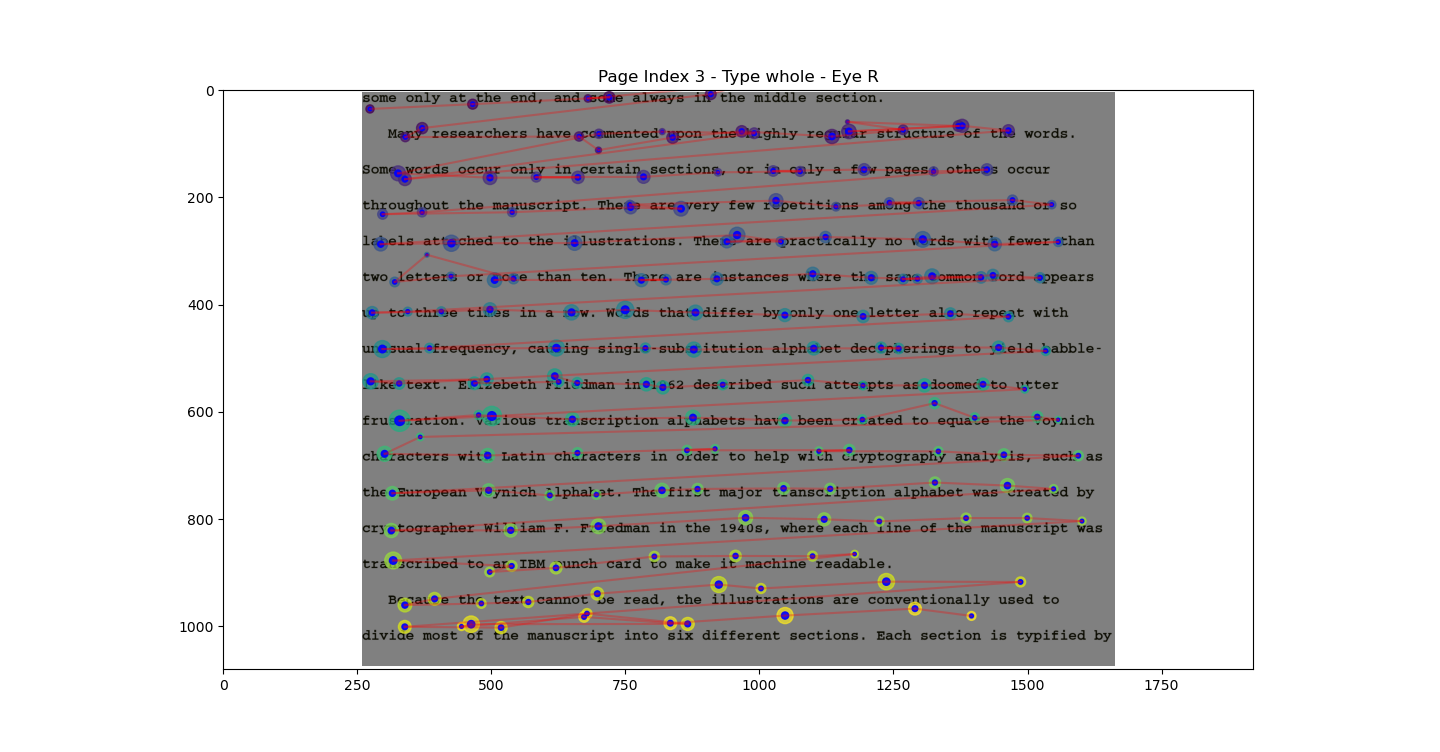 Page Index 3 - Type whole - Eye R
0
200
400
600
800
1000
some only at the end, and some always in the middle section.
Many researchers have commented upon the highly regular structure of the words.
Some words occur only in certain sections, or in only a few pages; others occur
throughout the manuscript. There are very few repetitions among the thousand or so
labels attached to the illustrations. There are practically no words with fewer than
two letters or more than ten. There are instances where the same common word appears
up to three times in a row. Words that differ by only one letter also repeat with
unusual frequency, causing single-substitution alphabet decipherings to yield babble-
like text. Elizebeth Friedman in 1962 described such attempts as doomed to utter
frustration. Various transcription alphabets have been created to equate the Voynich
characters with Latin characters in order to help with cryptography analysis, such as
the European Voynich Alphabet. The first major transcription alphabet was created by
cryptographer William F. Friedman in the 1940s, where each line of the manuscript was
transcribed to an IBM punch card to make it machine readable.
Because the text cannot be read, the illustrations are conventionally used to
divide most of the manuscript into six different sections. Each section is typified by
0 250 500 750 1000 1250 1500 1750